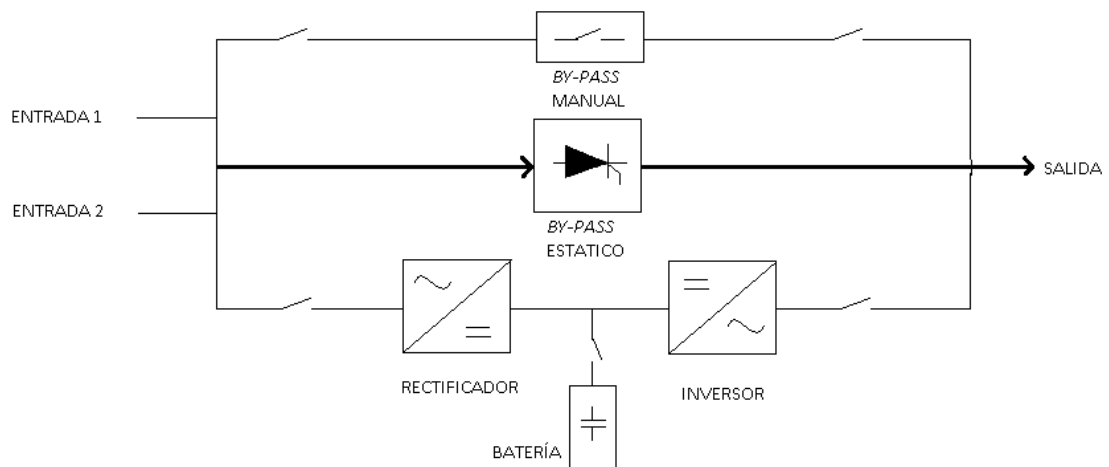 BY-PASS
MANUAL
ENTRADA 1
SALIDA
ENTRADA 2
BY-PASS
ESTATICO
RECTIFICADOR
INVERSOR
BATERÍA